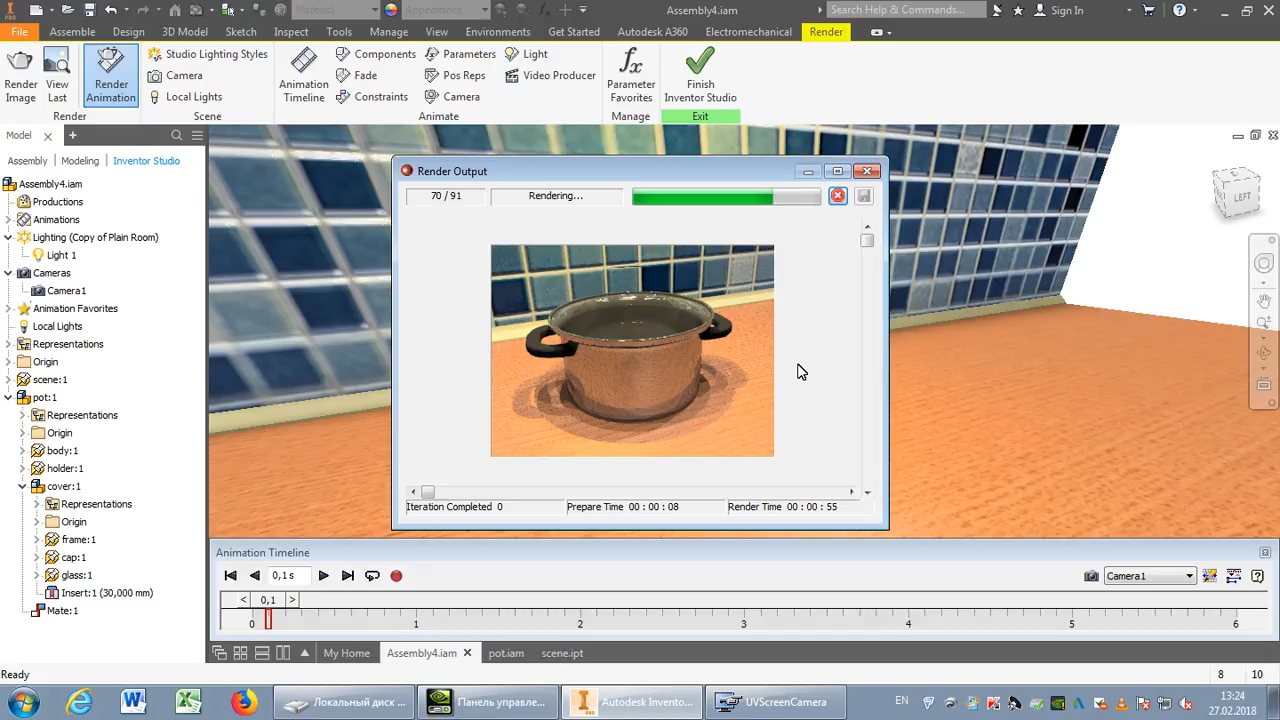 PRO
Material
Appearance
Assembly4.iam
Search Help & Commands...
Sign In
File Assemble Design 3D Model Sketch Inspect Tools Manage View Environments Get Started Autodesk A360 Electromechanical Render
Render Image
View Last
Render Animation
Render
Studio Lighting Styles
Camera
Local Lights
Scene
Animation Timeline
Components
Fade
Constraints
Parameters
Pos Reps
Camera
Light
Video Producer
Animate
Parameter Favorites
Manage
Finish Inventor Studio
Exit
Model
Assembly Modeling Inventor Studio
Assembly4.iam
Productions
Animations
Lighting (Copy of Plain Room)
Light 1
Cameras
Camera1
Animation Favorites
Local Lights
Representations
Origin
scene:1
pot:1
Representations
Origin
body:1
holder:1
cover:1
Representations
Origin
frame:1
cap:1
glass:1
Insert:1 (30,000 mm)
Mate:1
LEFT
Render Output
70 / 91
Rendering...
Iteration Completed 0
Prepare Time 00 : 00 : 08
Render Time 00 : 00 : 55
Animation Timeline
0,1 s
Camera1
< 0,1 >
0 1 2 3 4 5 6
My Home Assembly4.iam pot.iam scene.ipt
Ready
8 10
Локальный диск ...
Панель управле...
Autodesk Invento...
UVScreenCamera
EN
13:24
27.02.2018